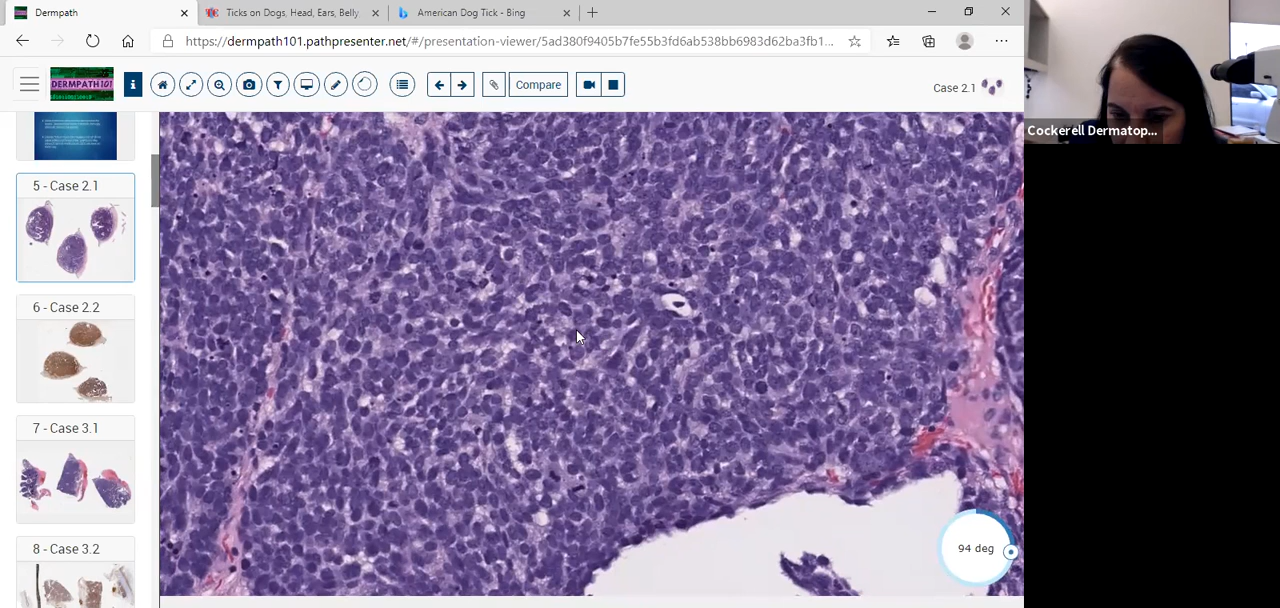 Dermpath
Ticks on Dogs, Head, Ears, Belly
American Dog Tick - Bing
https://dermpath101.pathpresenter.net/#/presentation-viewer/5ad380f9405b7fe55b3fd6ab538bb6983d62ba3fb1...
DERMPATH 101
Compare
Case 2.1
5 - Case 2.1
6 - Case 2.2
7 - Case 3.1
8 - Case 3.2
94 deg
Cockerell Dermatop...